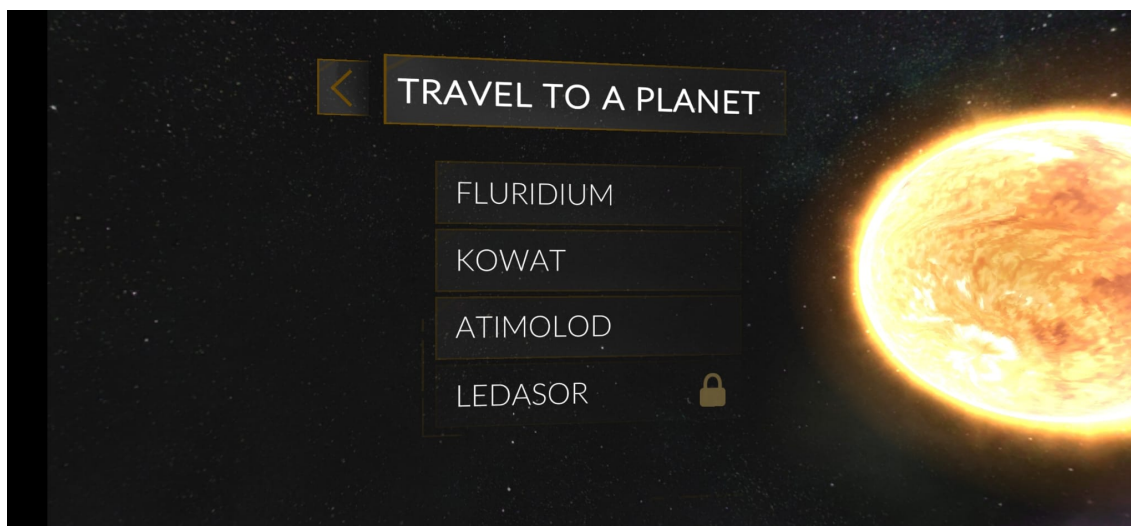 TRAVEL TO A PLANET
FLURIDIUM
KOWAT
ATIMOLOD
LEDASOR